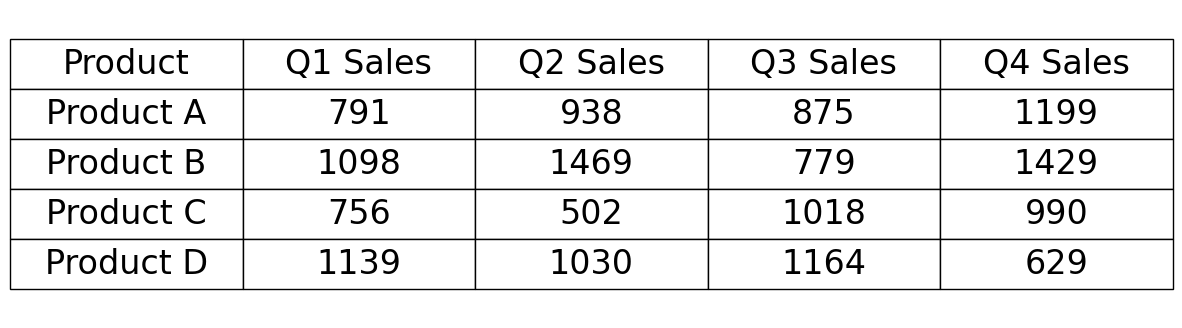 Product Q1 Sales Q2 Sales Q3 Sales Q4 Sales
Product A 791 938 875 1199
Product B 1098 1469 779 1429
Product C 756 502 1018 990
Product D 1139 1030 1164 629